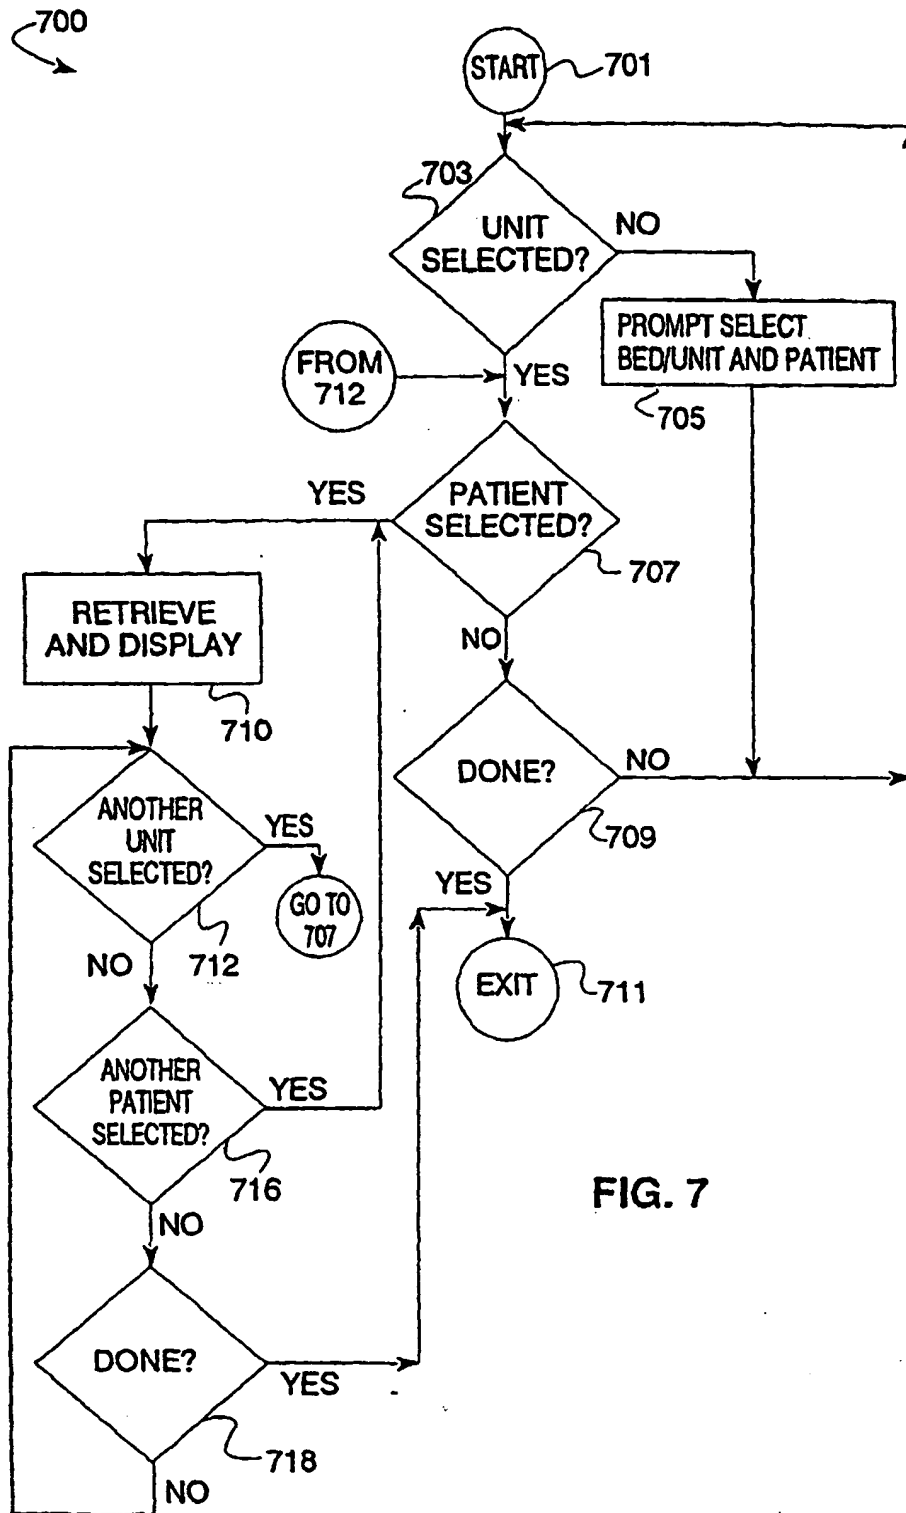 700
START
701
703
UNIT
SELECTED?
NO
PROMPT SELECT
BED/UNIT AND PATIENT
705
FROM
712
YES
YES
PATIENT
SELECTED?
707
RETRIEVE
AND DISPLAY
710
NO
DONE?
NO
709
ANOTHER
UNIT
SELECTED?
YES
GO TO
707
712
NO
YES
EXIT
711
ANOTHER
PATIENT
SELECTED?
YES
716
NO
FIG. 7
DONE?
YES
718
NO